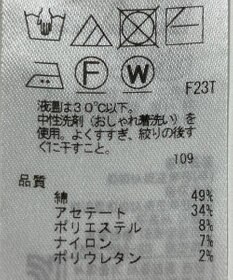 F W
F23T
液温は30℃以下。
中性洗剤(おしゃれ着洗い)を
使用。よくすすぎ、絞りの後す
ぐに干すこと。
109
品質
綿 49%
アセテート 34%
ポリエステル 8%
ナイロン 7%
ポリウレタン 2%